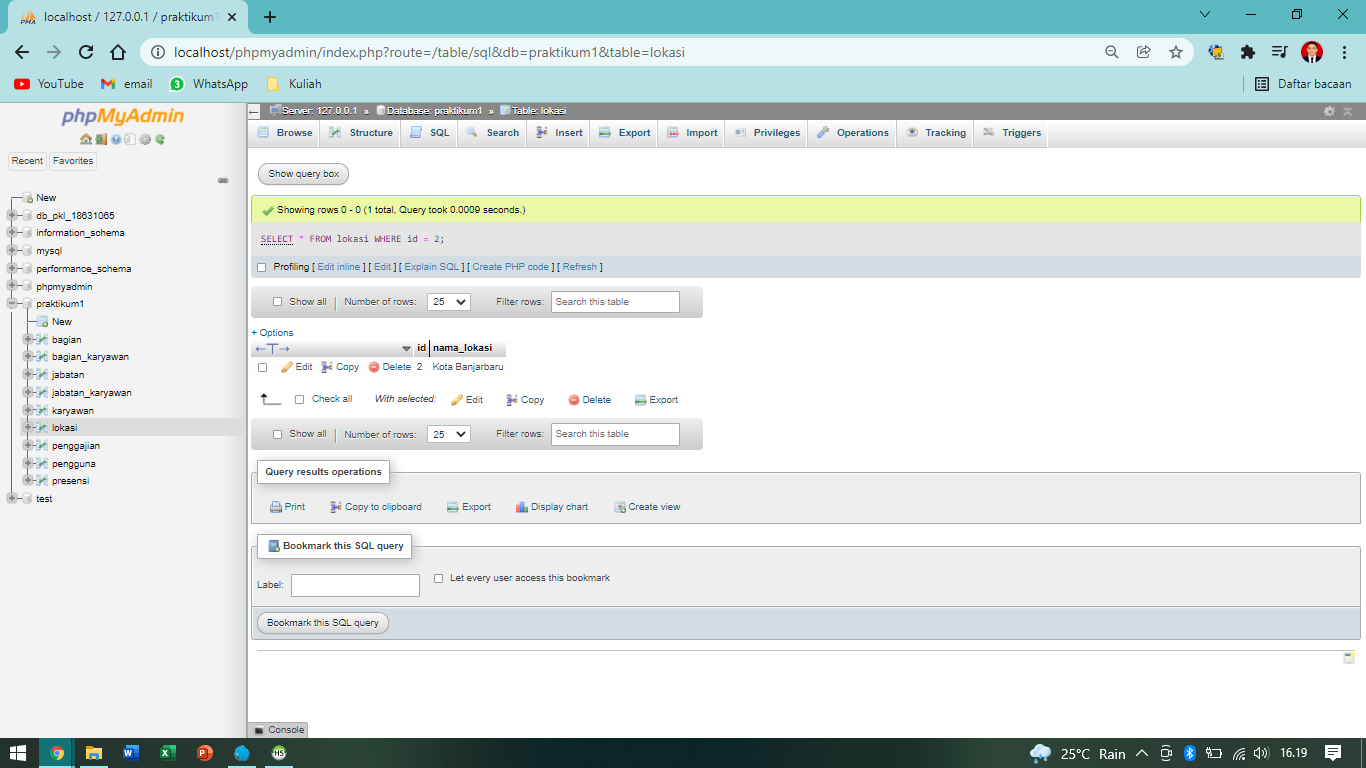 localhost / 127.0.0.1 / praktikum1
localhost/phpmyadmin/index.php?route=/table/sql&db=praktikum1&table=lokasi
YouTube email 3 WhatsApp Kuliah Daftar bacaan
phpMyAdmin
Recent Favorites
New
db_pkl_18631065
information_schema
mysql
performance_schema
phpmyadmin
praktikum1
New
bagian
bagian_karyawan
jabatan
jabatan_karyawan
karyawan
lokasi
penggajian
pengguna
presensi
test
Server: 127.0.0.1 » Database: praktikum1 » Table: lokasi
Browse Structure SQL Search Insert Export Import Privileges Operations Tracking Triggers
Show query box
Showing rows 0 - 0 (1 total, Query took 0.0009 seconds.)
SELECT * FROM lokasi WHERE id = 2;
Profiling [ Edit inline ] [ Edit ] [ Explain SQL ] [ Create PHP code ] [ Refresh ]
Show all Number of rows: 25 Filter rows: Search this table
+ Options
←T→ id nama_lokasi
Edit Copy Delete 2 Kota Banjarbaru
Check all With selected: Edit Copy Delete Export
Show all Number of rows: 25 Filter rows: Search this table
Query results operations
Print Copy to clipboard Export Display chart Create view
Bookmark this SQL query
Label: Let every user access this bookmark
Bookmark this SQL query
Console
25°C Rain 16.19